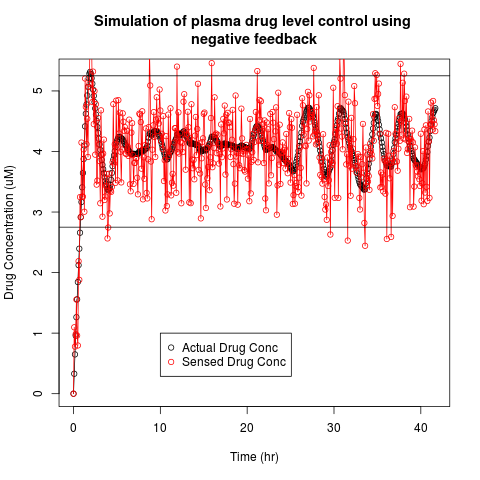 Simulation of plasma drug level control using
negative feedback
Drug Concentration (uM)
5
4
3
2
1
0
Actual Drug Conc
Sensed Drug Conc
0
10
20
30
40
Time (hr)